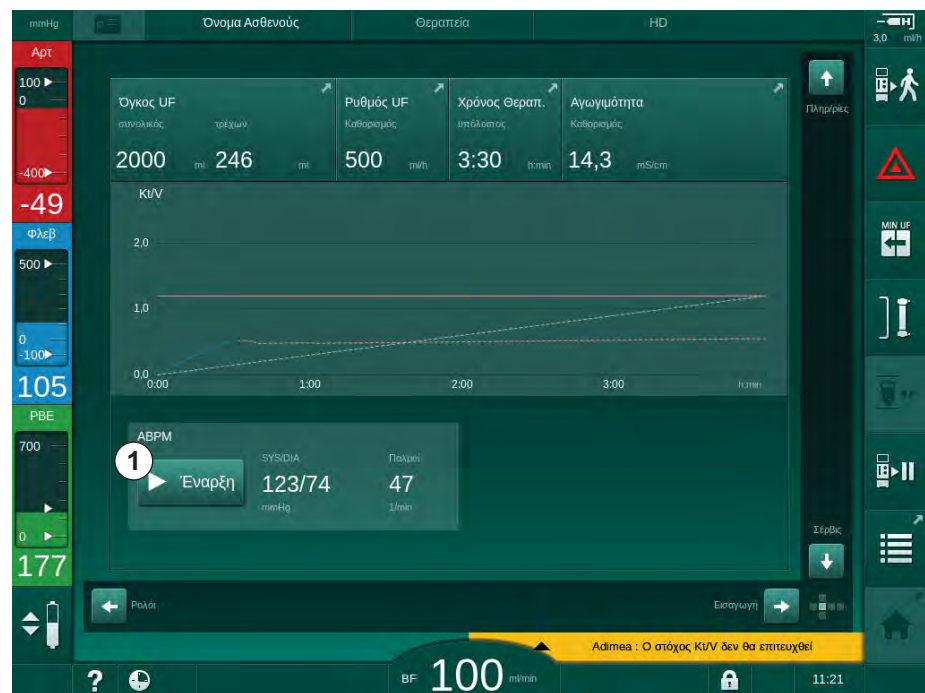 mmHg
Όνομα Ασθενούς
Θεραπεία
HD
3,0 ml/h
Αρτ
100
0
-400
-49
Φλεβ
500
0
-100
105
PBE
700
0
177
Όγκος UF
συνολικός
τρέχων
2000 ml 246 ml
Ρυθμός UF
Καθορισμός
500 ml/h
Χρόνος Θεραπ.
υπόλοιπος
3:30 h:min
Αγωγιμότητα
Καθορισμός
14,3 mS/cm
Πληρ/ριες
Kt/V
2,0
1,0
0,0
0:00 1:00 2:00 3:00 h:min
MIN UF
ABPM
1
Έναρξη
SYS/DIA
123/74
mmHg
Παλμοι
47
1/min
Σέρβις
Ρολόι
Εισαγωγή
Adimea : Ο στόχος Kt/V δεν θα επιτευχθεί
?
BF 100 ml/min
11:21